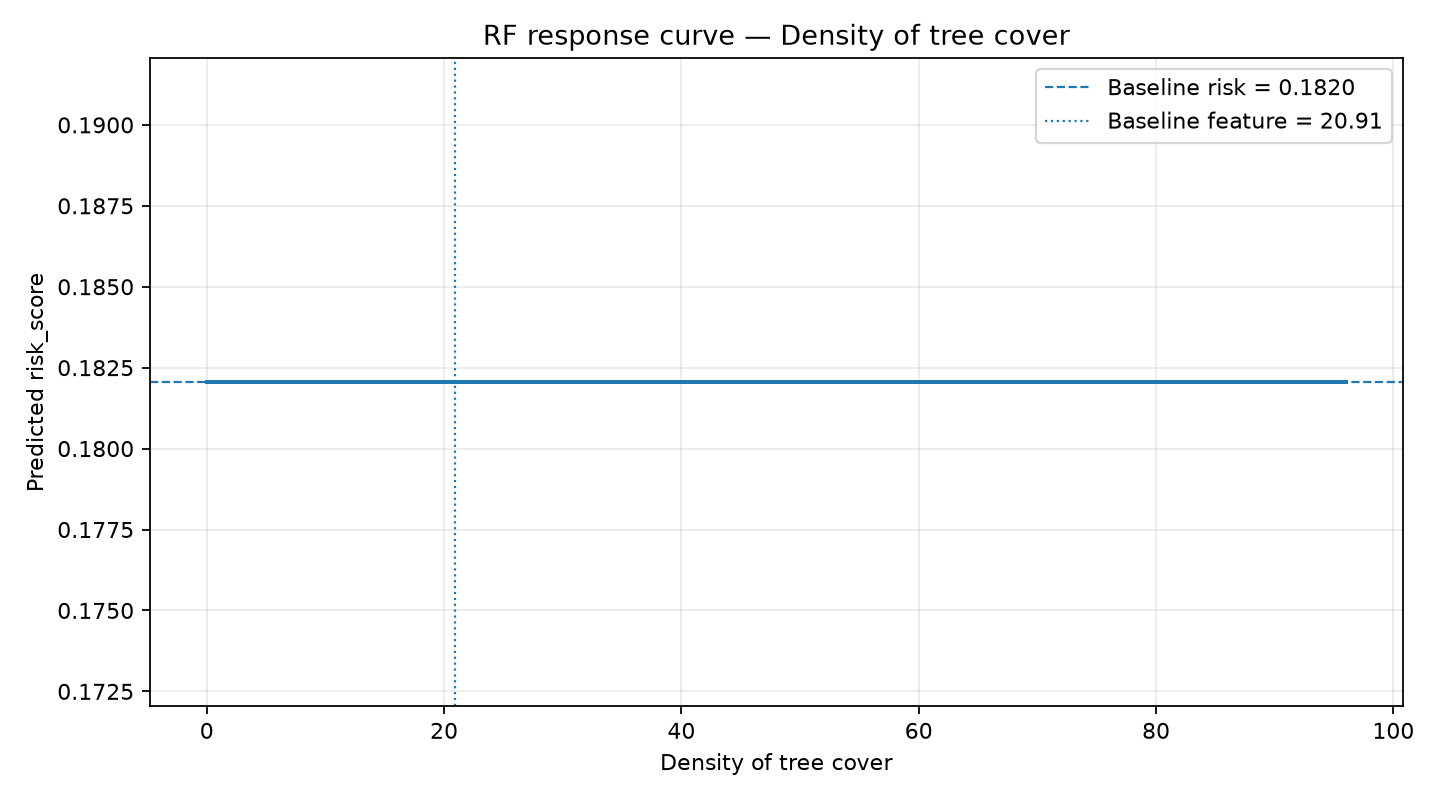 RF response curve — Density of tree cover
Baseline risk = 0.1820
Baseline feature = 20.91
Predicted risk_score
0.1900
0.1875
0.1850
0.1825
0.1800
0.1775
0.1750
0.1725
0 20 40 60 80 100
Density of tree cover